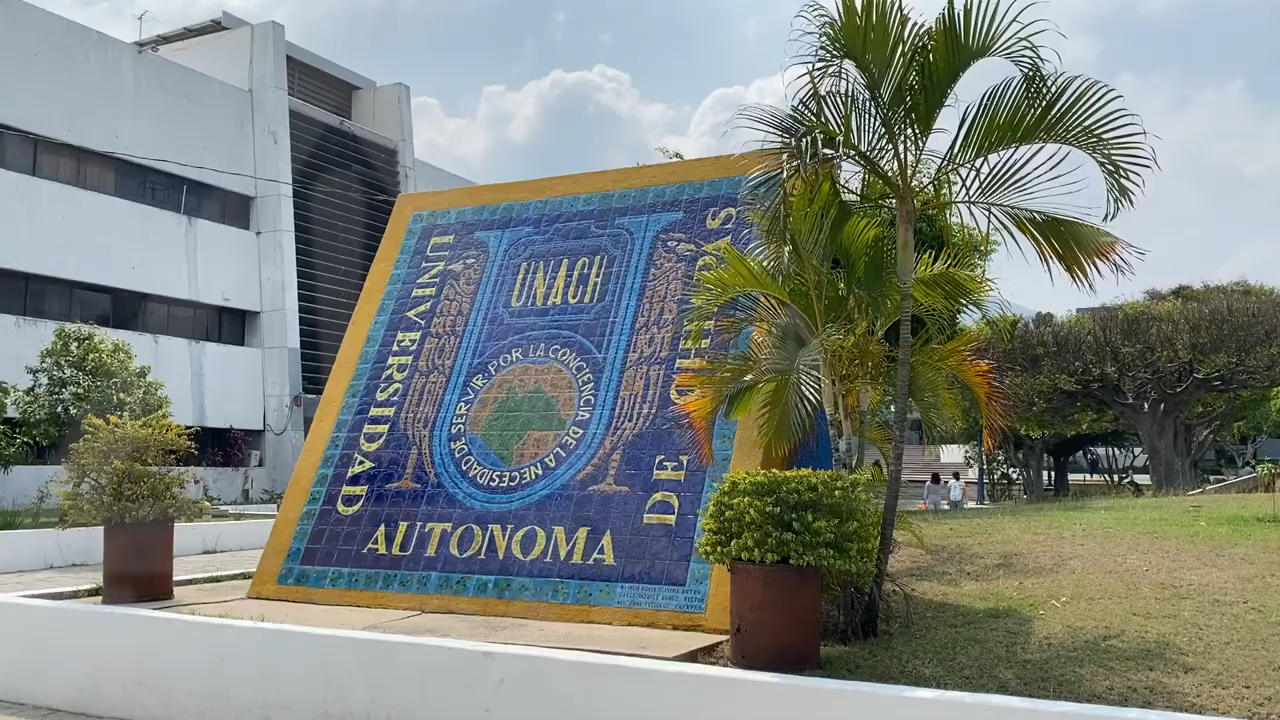 UNIVERSIDAD
AUTONOMA
DE
UNACH
POR LA CONCIENCIA DE LA NECESIDAD DE SERVIR